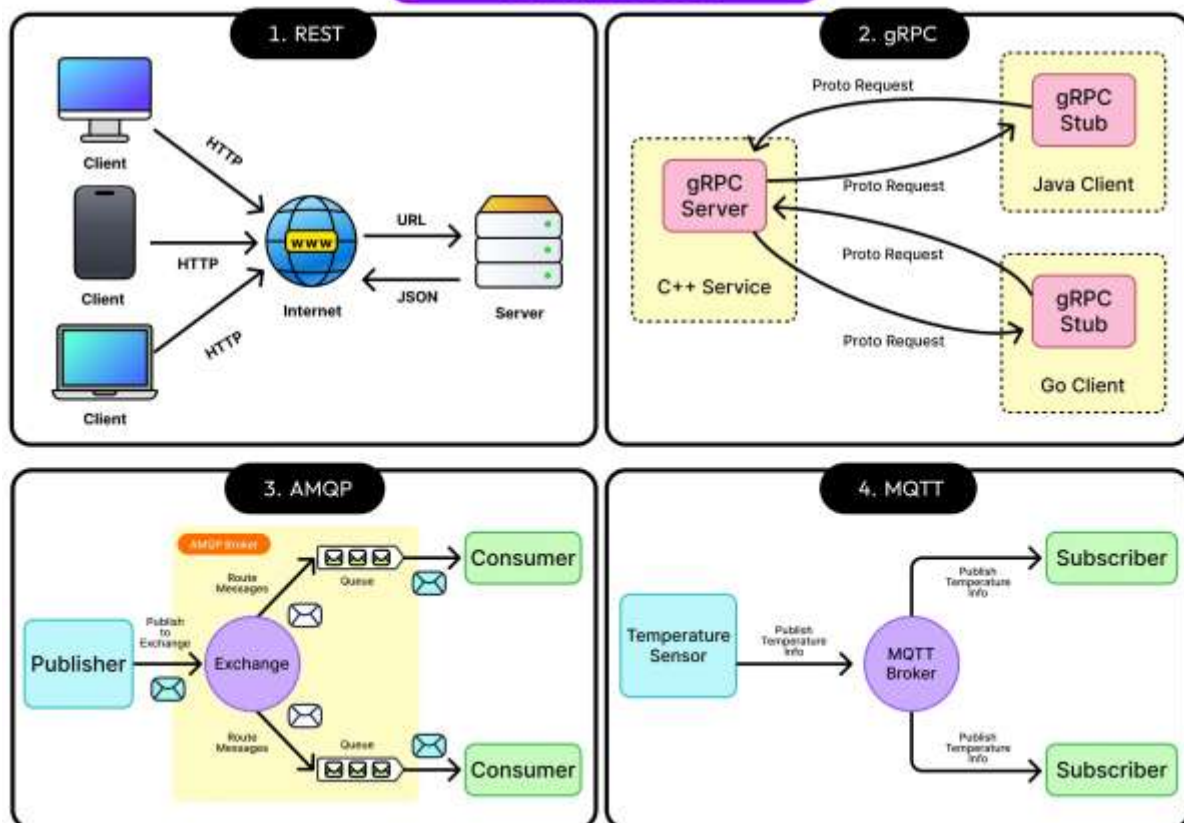 1. REST
Client
HTTP
Client
HTTP
Client
HTTP
www
Internet
URL
JSON
Server
2. gRPC
Proto Request
gRPC
Stub
Java Client
gRPC
Server
C++ Service
Proto Request
Proto Request
gRPC
Stub
Go Client
Proto Request
3. AMQP
AMQP Broker
Publisher
Publish
to
Exchange
Exchange
Route
Messages
Queue
Consumer
Route
Messages
Queue
Consumer
4. MQTT
Temperature
Sensor
Publish
Temperature
Info
MQTT
Broker
Publish
Temperature
Info
Subscriber
Publish
Temperature
Info
Subscriber